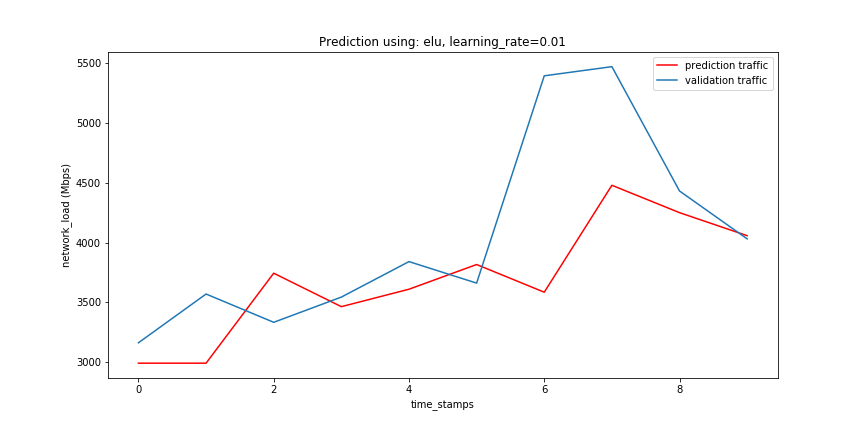 Prediction using: elu, learning_rate=0.01
prediction traffic
validation traffic
5500
5000
4500
4000
3500
3000
network_load (Mbps)
0 2 4 6 8
time_stamps